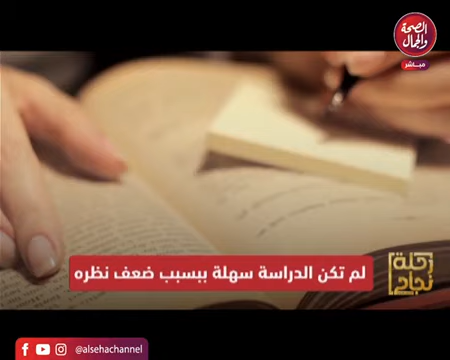 الصحة
والجمال
مباشر
لم تكن الدراسة سهلة ببسبب ضعف نظره
رحلة
نجاح
@alsehachannel